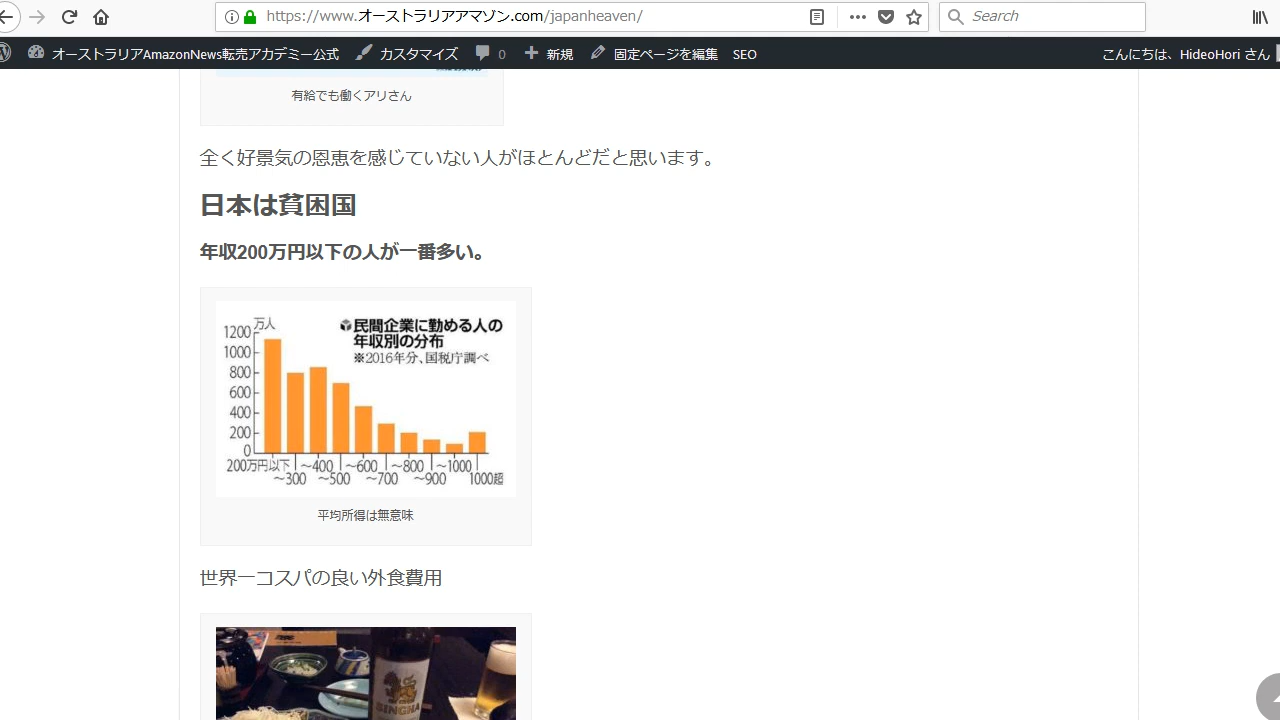 https://www.オーストラリアアマゾン.com/japanheaven/
Search
オーストラリアAmazonNews転売アカデミー公式 カスタマイズ 0 新規 固定ページを編集 SEO こんにちは、HideoHori さん
有給でも働くアリさん
全く好景気の恩恵を感じていない人がほとんどだと思います。
日本は貧困国
年収200万円以下の人が一番多い。
民間企業に勤める人の
年収別の分布
※2016年分、国税庁調べ
万人
1200
1000
800
600
400
200
0
200万円以下 ～400 ～600 ～800 ～1000
～300 ～500 ～700 ～900 1000超
平均所得は無意味
世界一コスパの良い外食費用
SINGHA